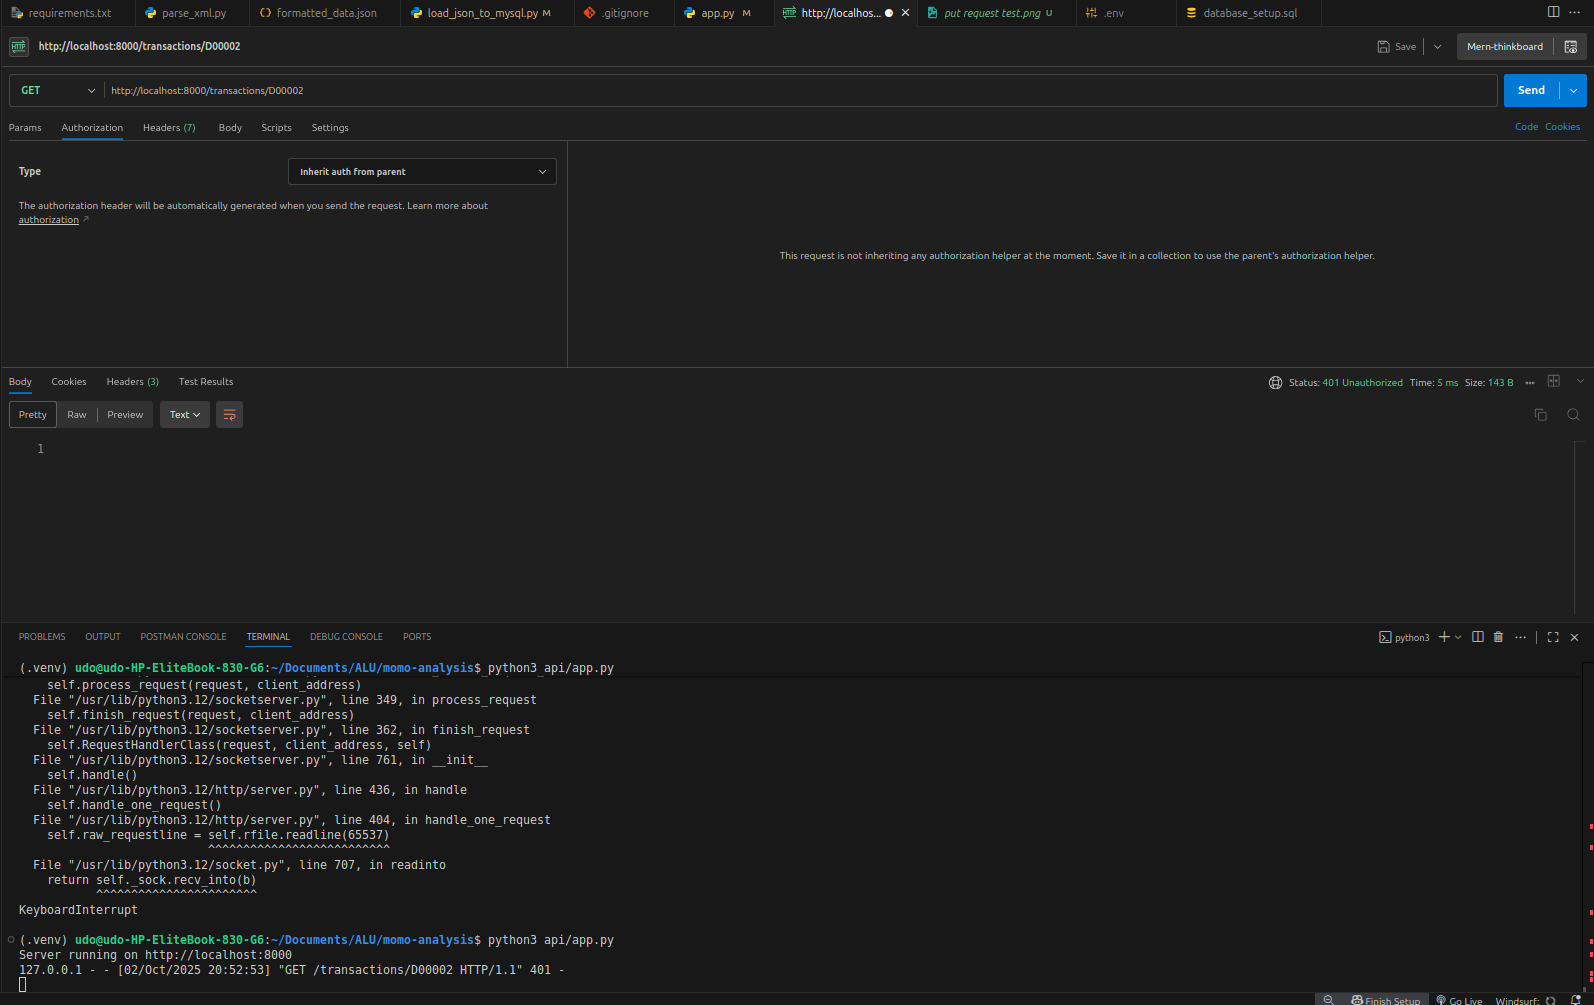 requirements.txt parse_xml.py formatted_data.json load_json_to_mysql.py M .gitignore app.py M http://localhos... put request test.png U .env database_setup.sql
HTTP http://localhost:8000/transactions/D00002 Save Mern-thinkboard
GET http://localhost:8000/transactions/D00002 Send
Params Authorization Headers (7) Body Scripts Settings Code Cookies
Type Inherit auth from parent
The authorization header will be automatically generated when you send the request. Learn more about
authorization
This request is not inheriting any authorization helper at the moment. Save it in a collection to use the parent's authorization helper.
Body Cookies Headers (3) Test Results Status: 401 Unauthorized Time: 5 ms Size: 143 B
Pretty Raw Preview Text
1
PROBLEMS OUTPUT POSTMAN CONSOLE TERMINAL DEBUG CONSOLE PORTS python3
(.venv) udo@udo-HP-EliteBook-830-G6:~/Documents/ALU/momo-analysis$ python3 api/app.py
self.process_request(request, client_address)
File "/usr/lib/python3.12/socketserver.py", line 349, in process_request
self.finish_request(request, client_address)
File "/usr/lib/python3.12/socketserver.py", line 362, in finish_request
self.RequestHandlerClass(request, client_address, self)
File "/usr/lib/python3.12/socketserver.py", line 761, in __init__
self.handle()
File "/usr/lib/python3.12/http/server.py", line 436, in handle
self.handle_one_request()
File "/usr/lib/python3.12/http/server.py", line 404, in handle_one_request
self.raw_requestline = self.rfile.readline(65537)
^^^^^^^^^^^^^^^^^^^^^^^^^^
File "/usr/lib/python3.12/socket.py", line 707, in readinto
return self._sock.recv_into(b)
^^^^^^^^^^^^^^^^^^^^^^^
KeyboardInterrupt
(.venv) udo@udo-HP-EliteBook-830-G6:~/Documents/ALU/momo-analysis$ python3 api/app.py
Server running on http://localhost:8000
127.0.0.1 - - [02/Oct/2025 20:52:53] "GET /transactions/D00002 HTTP/1.1" 401 -
Finish Setup Go Live Windsurf: